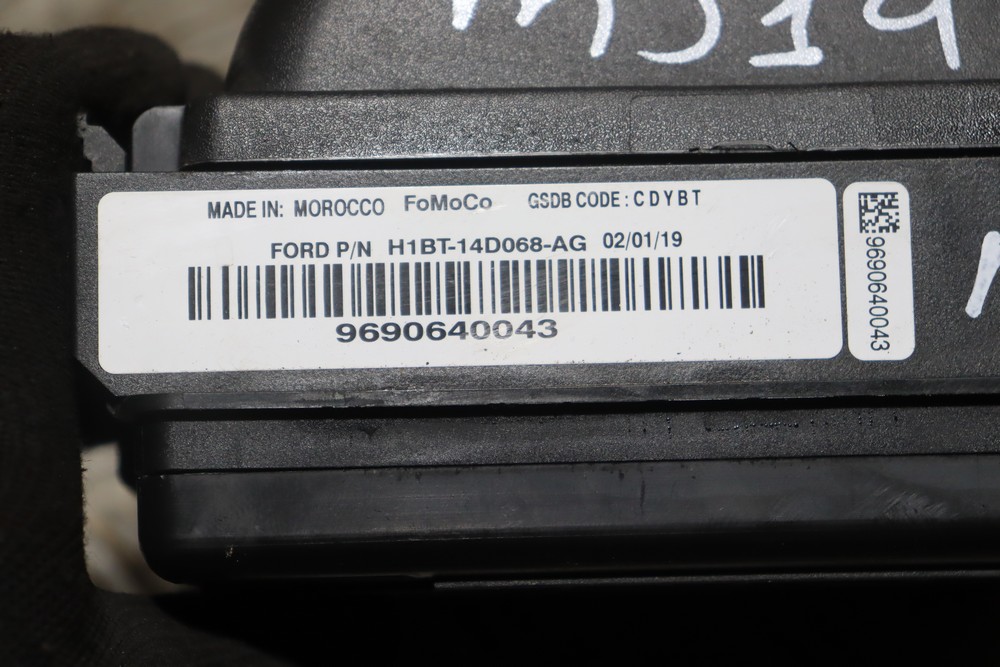 MADE IN: MOROCCO FoMoCo GSDB CODE : C D Y B T
FORD P/N H1BT-14D068-AG 02/01/19
9690640043
9690640043